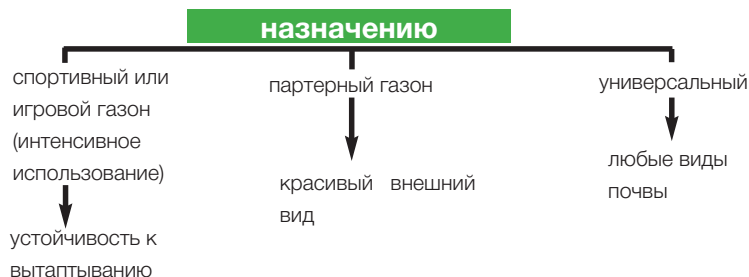 назначению
спортивный или
игровой газон
(интенсивное
использование)
устойчивость к
вытаптыванию
партерный газон
красивый внешний
вид
универсальный
любые виды
почвы